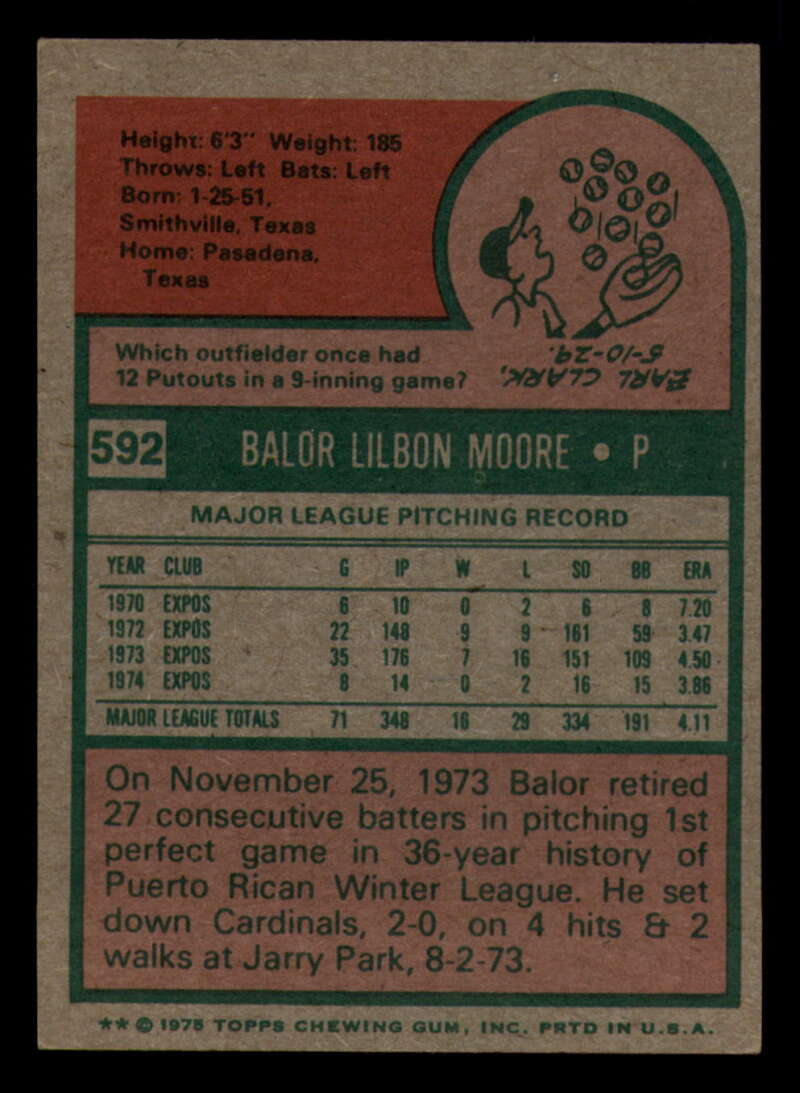 Height: 6'3" Weight: 185
Throws: Left Bats: Left
Born: 1-25-51,
Smithville, Texas
Home: Pasadena,
Texas
Which outfielder once had
12 Putouts in a 9-inning game?
EARL CLARK,
5-10-29.
592 BALOR LILBON MOORE • P
MAJOR LEAGUE PITCHING RECORD
YEAR CLUB G IP W L SO BB ERA
1970 EXPOS 6 10 0 2 6 8 7.20
1972 EXPOS 22 148 9 9 161 59 3.47
1973 EXPOS 35 176 7 16 151 109 4.50
1974 EXPOS 8 14 0 2 16 15 3.86
MAJOR LEAGUE TOTALS 71 348 16 29 334 191 4.11
On November 25, 1973 Balor retired
27 consecutive batters in pitching 1st
perfect game in 36-year history of
Puerto Rican Winter League. He set
down Cardinals, 2-0, on 4 hits & 2
walks at Jarry Park, 8-2-73.
** © 1975 TOPPS CHEWING GUM, INC. PRTD IN U.S.A.